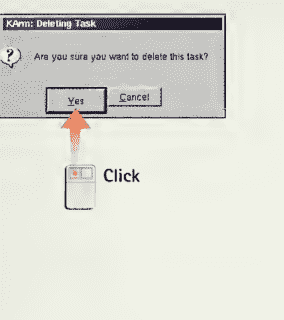 KArm: Deleting Task
Are you sure you want to delete this task?
Yes
Cancel
Click